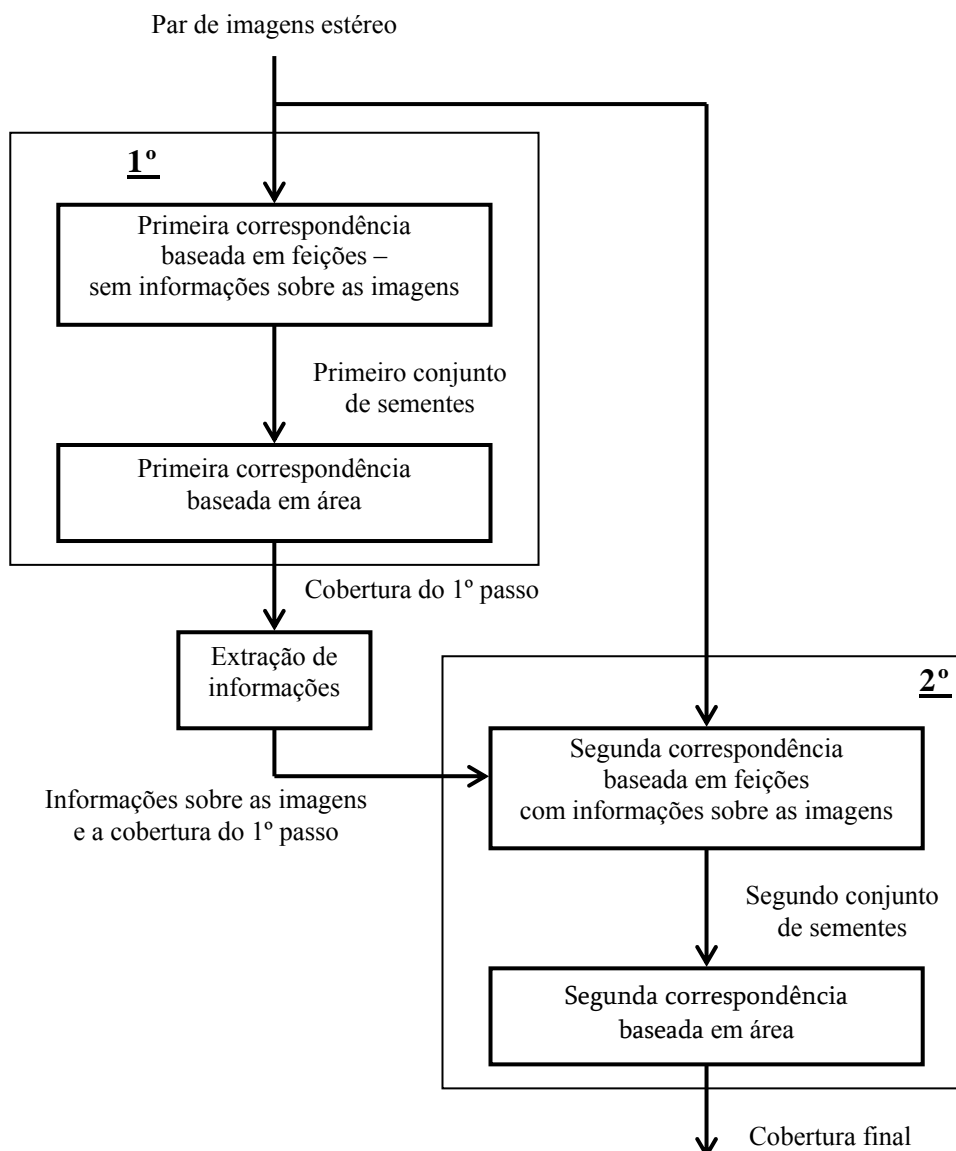 Par de imagens estéreo
1º
Primeira correspondência
baseada em feições –
sem informações sobre as imagens
Primeiro conjunto
de sementes
Primeira correspondência
baseada em área
Cobertura do 1º passo
Extração de
informações
Informações sobre as imagens
e a cobertura do 1º passo
2º
Segunda correspondência
baseada em feições
com informações sobre as imagens
Segundo conjunto
de sementes
Segunda correspondência
baseada em área
Cobertura final